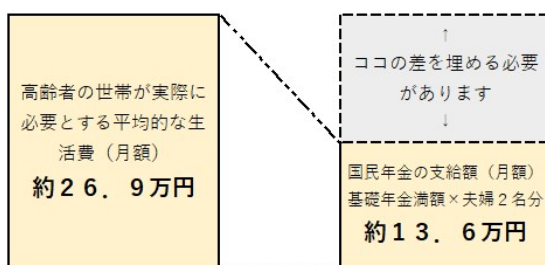 高齢者の世帯が実際に
必要とする平均的な生
活費（月額）
約２６．９万円
↑
ココの差を埋める必要
があります
↓
国民年金の支給額（月額）
基礎年金満額×夫婦２名分
約１３．６万円